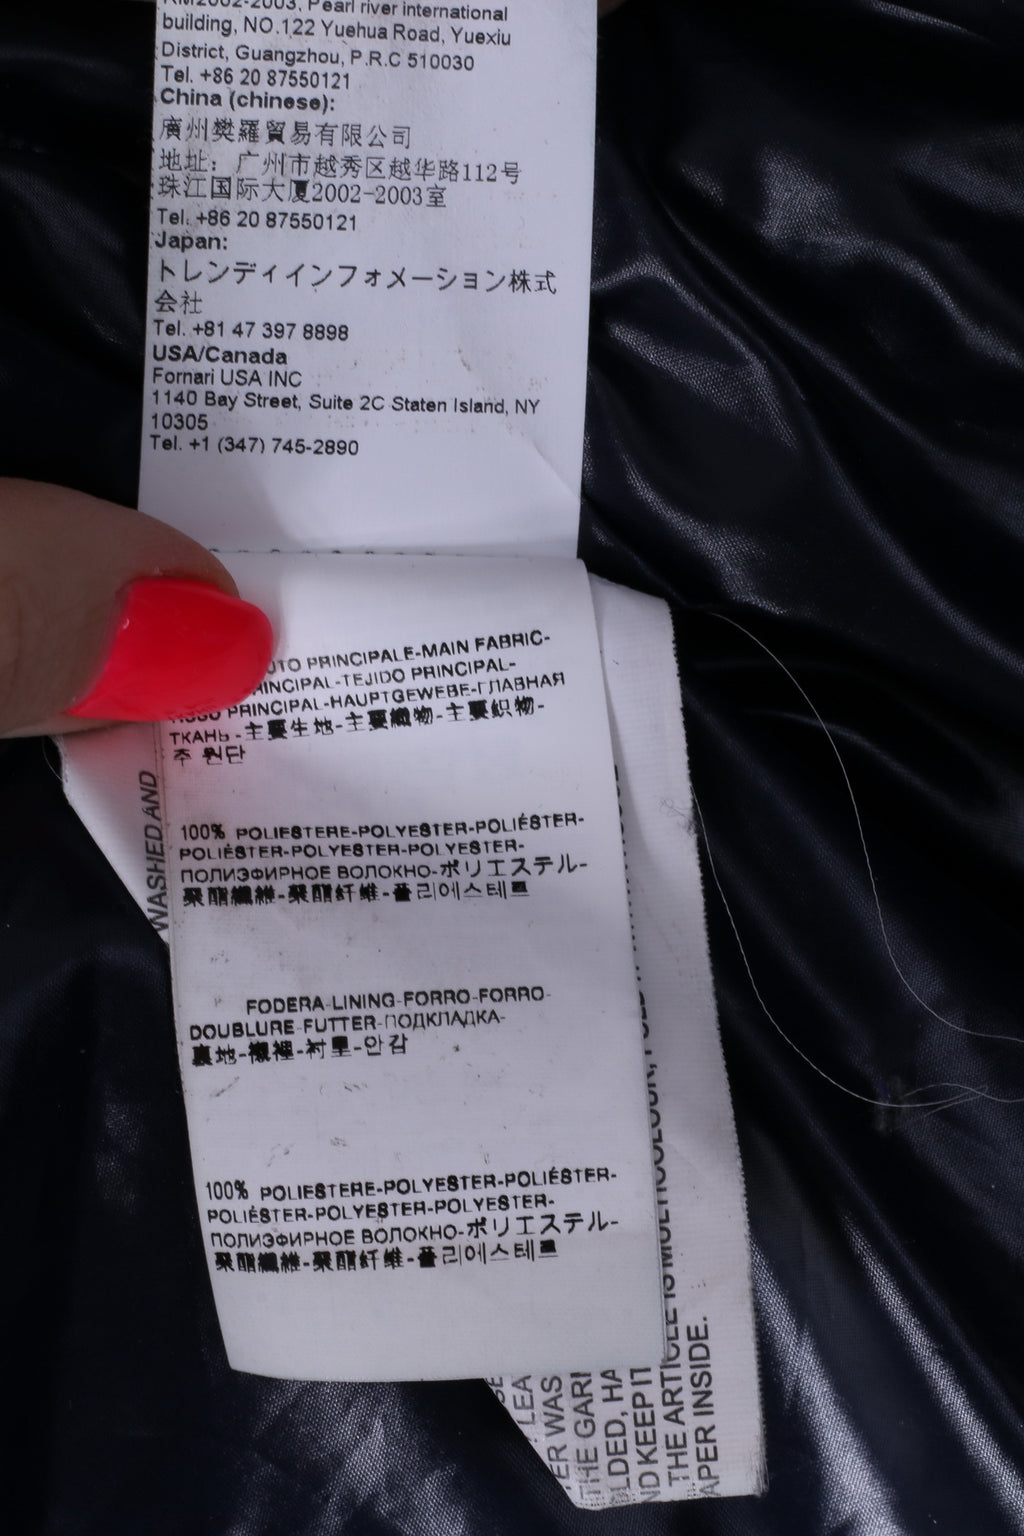 RM2002-2003, Pearl river international
building, NO.122 Yuehua Road, Yuexiu
District, Guangzhou, P.R.C 510030
Tel. +86 20 87550121
China (chinese):
廣州樊羅貿易有限公司
地址：广州市越秀区越华路112号
珠江国际大厦2002-2003室
Tel. +86 20 87550121
Japan:
トレンディインフォメーション株式
会社
Tel. +81 47 397 8898
USA/Canada
Fornari USA INC
1140 Bay Street, Suite 2C Staten Island, NY
10305
Tel. +1 (347) 745-2890
PRINCIPALE-MAIN FABRIC-
PRINCIPAL-TEJIDO PRINCIPAL-
PRINCIPAL-HAUPTGEWEBE-ГЛАВНАЯ
ТКАНЬ-主要生地-主要織物-主要织物-
주 원단
100% POLIESTERE-POLYESTER-POLIÉSTER-
POLIÉSTER-POLYESTER-POLYESTER-
ПОЛИЭФИРНОЕ ВОЛОКНО-ポリエステル-
聚酯纖維-聚酯纤维-폴리에스테르
FODERA-LINING-FORRO-FORRO-
DOUBLURE-FUTTER-ПОДКЛАДКА-
裏地-襯裡-衬里-안감
100% POLIESTERE-POLYESTER-POLIÉSTER-
POLIÉSTER-POLYESTER-POLYESTER-
ПОЛИЭФИРНОЕ ВОЛОКНО-ポリエステル-
聚酯纖維-聚酯纤维-폴리에스테르
WASHED AND
WAS
THE
KEEP IT
THE ARTICLE IS MULTICOLOUR,
INSIDE.